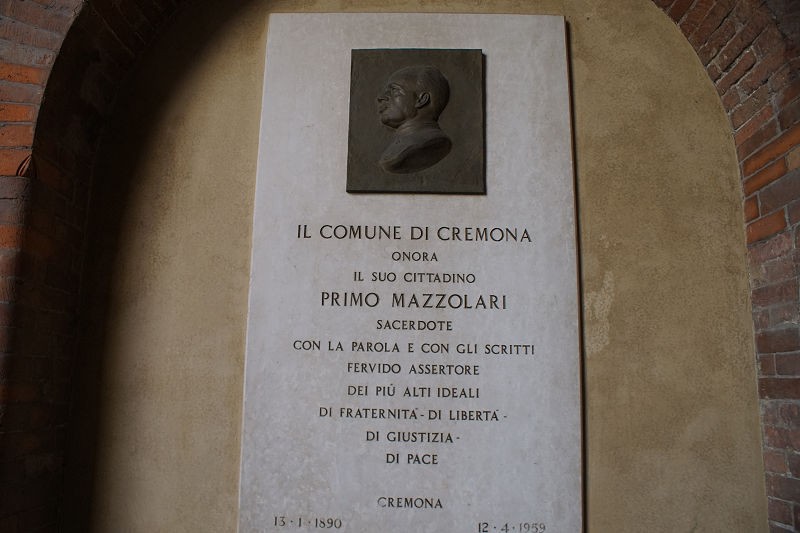 IL COMUNE DI CREMONA
ONORA
IL SUO CITTADINO
PRIMO MAZZOLARI
SACERDOTE
CON LA PAROLA E CON GLI SCRITTI
FERVIDO ASSERTORE
DEI PIÚ ALTI IDEALI
DI FRATERNITÁ - DI LIBERTÁ -
DI GIUSTIZIA -
DI PACE
CREMONA
13 · 1 · 1890 12 · 4 · 1959